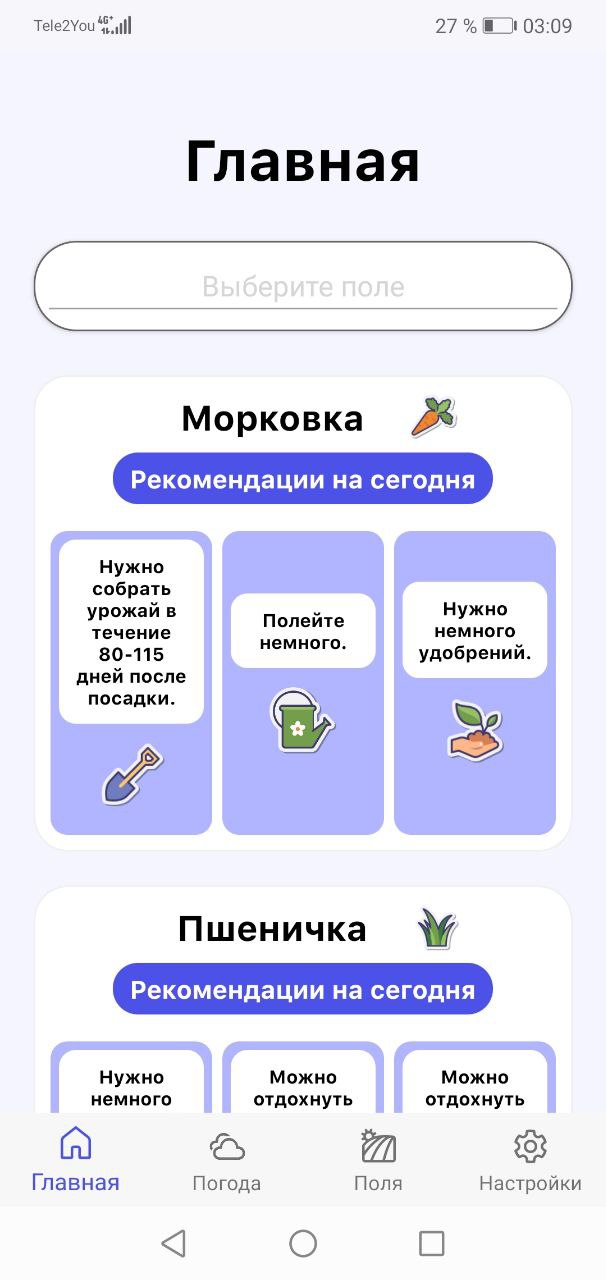 Tele2You 4G+ 27 % 03:09
Главная
Выберите поле
Морковка
Рекомендации на сегодня
Нужно
собрать
урожай в
течение
80-115
дней после
посадки.
Полейте
немного.
Нужно
немного
удобрений.
Пшеничка
Рекомендации на сегодня
Нужно
немного
Можно
отдохнуть
Можно
отдохнуть
Главная
Погода
Поля
Настройки